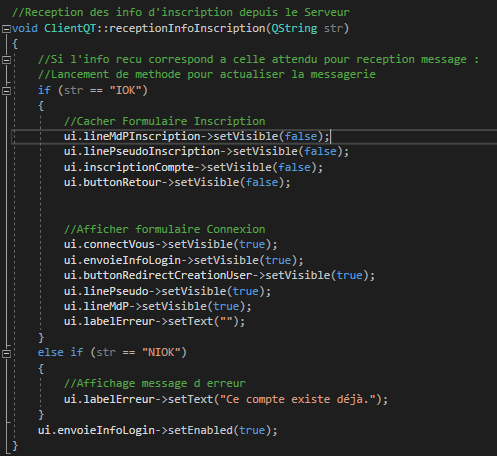 //Reception des info d'inscription depuis le Serveur
void ClientQT::receptionInfoInscription(QString str)
{
//Si l'info recu correspond a celle attendu pour reception message :
//Lancement de methode pour actualiser la messagerie
if (str == "IOK")
{
//Cacher Formulaire Inscription
ui.lineMdPInscription->setVisible(false);
ui.linePseudoInscription->setVisible(false);
ui.inscriptionCompte->setVisible(false);
ui.buttonRetour->setVisible(false);
//Afficher formulaire Connexion
ui.connectVous->setVisible(true);
ui.envoieInfoLogin->setVisible(true);
ui.buttonRedirectCreationUser->setVisible(true);
ui.linePseudo->setVisible(true);
ui.lineMdP->setVisible(true);
ui.labelErreur->setText("");
}
else if (str == "NIOK")
{
//Affichage message d erreur
ui.labelErreur->setText("Ce compte existe déjà.");
}
ui.envoieInfoLogin->setEnabled(true);
}